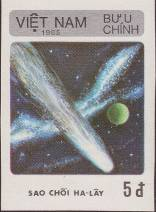 VIỆT NAM BƯU
1985 CHÍNH
SAO CHỔI HA-LÂY 5đ